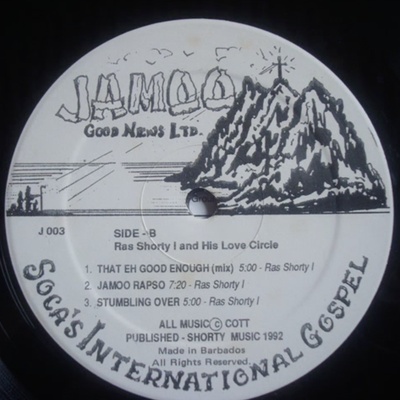 JAMOO
GOOD NEWS LTD.
J 003
SIDE - B
Ras Shorty I and His Love Circle
1. THAT EH GOOD ENOUGH (mix) 5:00 - Ras Shorty I
2. JAMOO RAPSO 7:20 - Ras Shorty I
3. STUMBLING OVER 5:00 - Ras Shorty I
ALL MUSIC © COTT
PUBLISHED - SHORTY MUSIC 1992
Made in Barbados
All Rights Reserved.
SOCA'S INTERNATIONAL GOSPEL